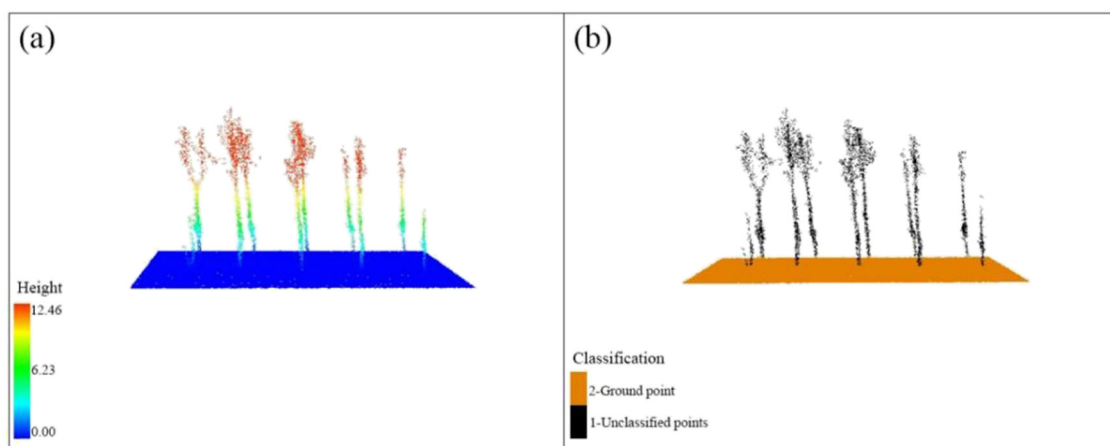 (a)
Height
12.46
6.23
0.00
(b)
Classification
2-Ground point
1-Unclassified points